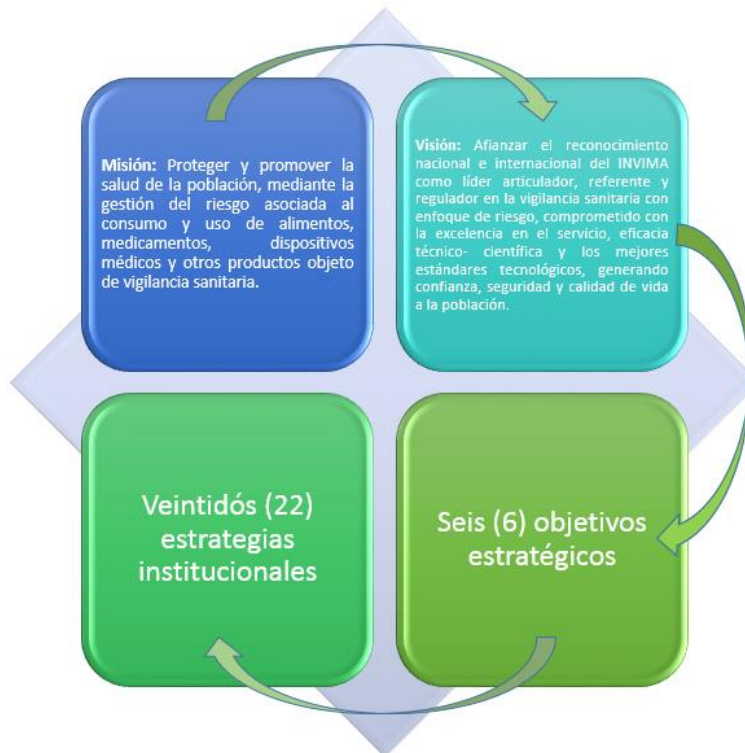 Misión: Proteger y promover la
salud de la población, mediante la
gestión del riesgo asociada al
consumo y uso de alimentos,
medicamentos, dispositivos
médicos y otros productos objeto
de vigilancia sanitaria.
Visión: Afianzar el reconocimiento
nacional e internacional del INVIMA
como líder articulador, referente y
regulador en la vigilancia sanitaria con
enfoque de riesgo, comprometido con
la excelencia en el servicio, eficacia
técnico- científica y los mejores
estándares tecnológicos, generando
confianza, seguridad y calidad de vida
a la población.
Veintidós (22)
estrategias
institucionales
Seis (6) objetivos
estratégicos